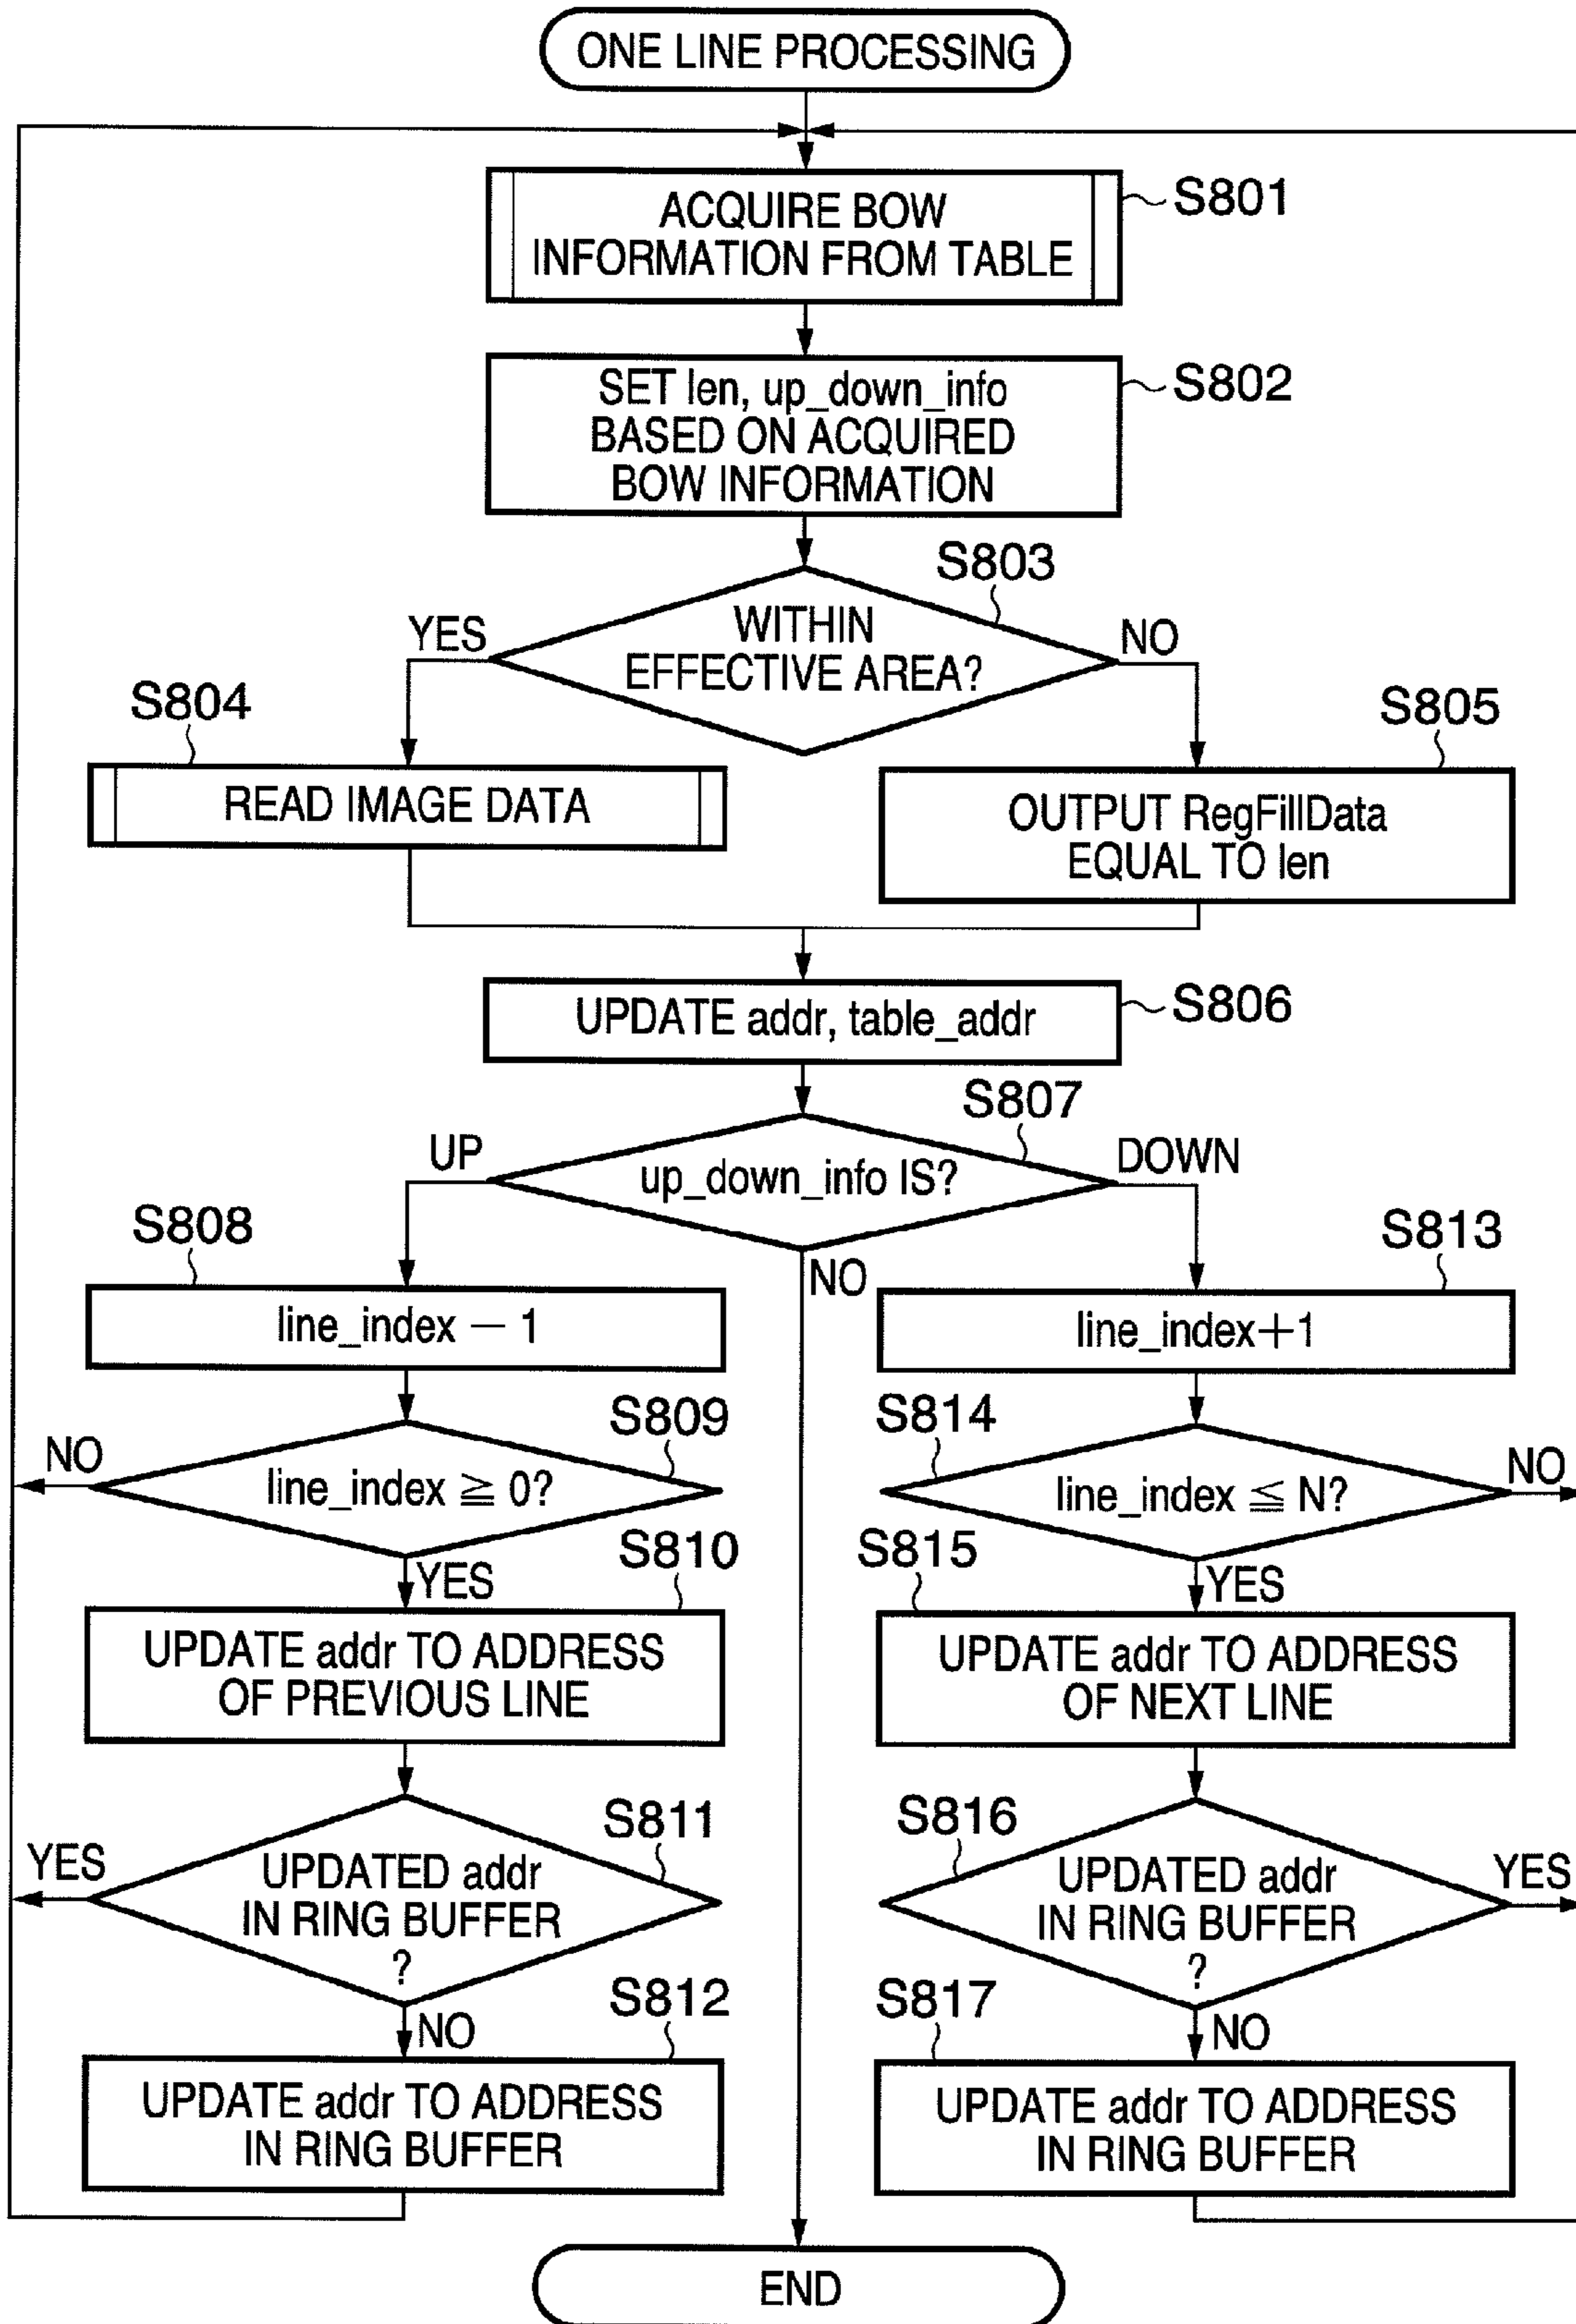 ONE LINE PROCESSING
ACQUIRE BOW
INFORMATION FROM TABLE
S801
SET len, up_down_info
BASED ON ACQUIRED
BOW INFORMATION
S802
S803
WITHIN
EFFECTIVE AREA?
YES
NO
S804
READ IMAGE DATA
S805
OUTPUT RegFillData
EQUAL TO len
UPDATE addr, table_addr
S806
S807
up_down_info IS?
UP
DOWN
NO
S808
line_index − 1
S813
line_index+1
S809
line_index ≧ 0?
NO
YES
S814
line_index ≦ N?
NO
YES
S810
UPDATE addr TO ADDRESS
OF PREVIOUS LINE
S815
UPDATE addr TO ADDRESS
OF NEXT LINE
S811
UPDATED addr
IN RING BUFFER
?
YES
NO
S816
UPDATED addr
IN RING BUFFER
?
YES
NO
S812
UPDATE addr TO ADDRESS
IN RING BUFFER
S817
UPDATE addr TO ADDRESS
IN RING BUFFER
END